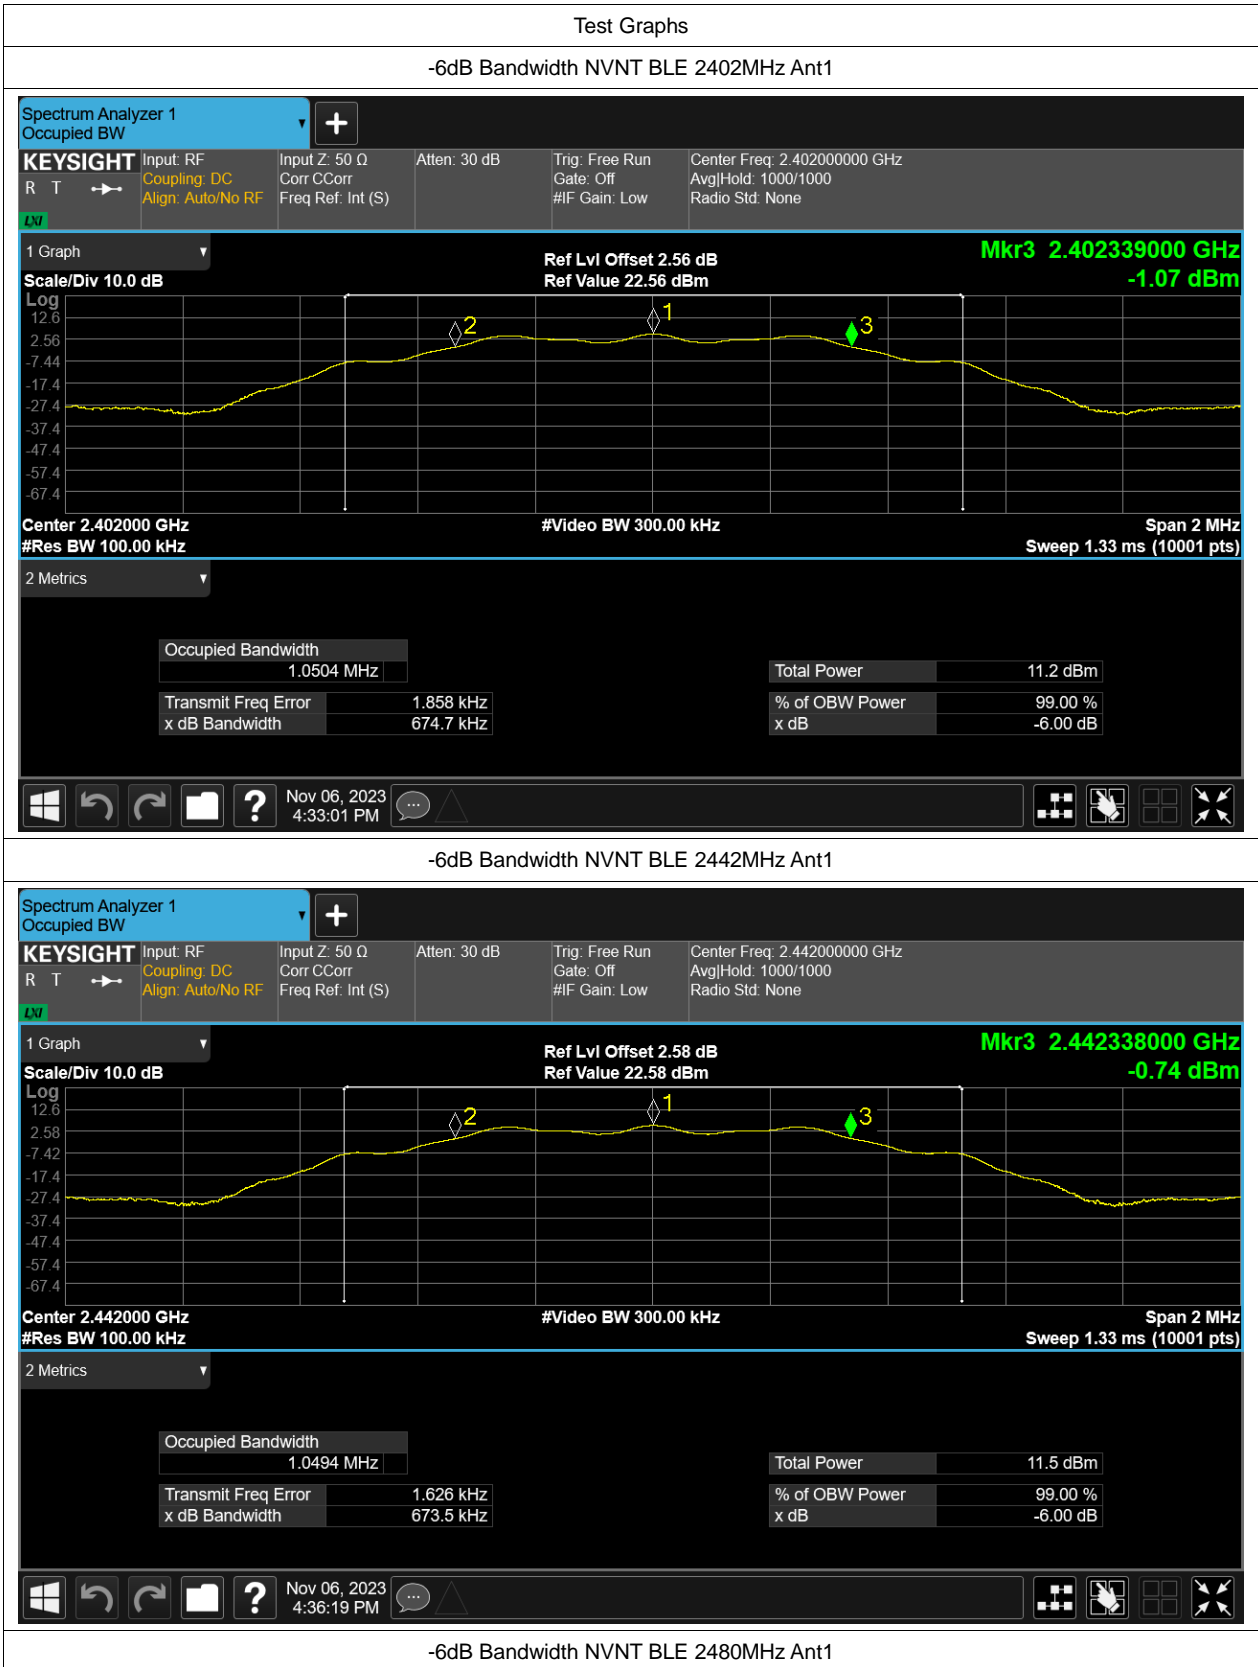 Test Graphs
-6dB Bandwidth NVNT BLE 2402MHz Ant1
Spectrum Analyzer 1
Occupied BW
KEYSIGHT
R T
LXI
Input: RF
Coupling: DC
Align: Auto/No RF
Input Z: 50 Ω
Corr CCorr
Freq Ref: Int (S)
Atten: 30 dB
Trig: Free Run
Gate: Off
#IF Gain: Low
Center Freq: 2.402000000 GHz
Avg|Hold: 1000/1000
Radio Std: None
1 Graph
Scale/Div 10.0 dB
Ref Lvl Offset 2.56 dB
Ref Value 22.56 dBm
Mkr3 2.402339000 GHz
-1.07 dBm
Log
12.6
2.56
-7.44
-17.4
-27.4
-37.4
-47.4
-57.4
-67.4
2
1
3
Center 2.402000 GHz
#Video BW 300.00 kHz
Span 2 MHz
#Res BW 100.00 kHz
Sweep 1.33 ms (10001 pts)
2 Metrics
Occupied Bandwidth
1.0504 MHz
Total Power 11.2 dBm
Transmit Freq Error 1.858 kHz
% of OBW Power 99.00 %
x dB Bandwidth 674.7 kHz
x dB -6.00 dB
Nov 06, 2023
4:33:01 PM
-6dB Bandwidth NVNT BLE 2442MHz Ant1
Spectrum Analyzer 1
Occupied BW
KEYSIGHT
R T
LXI
Input: RF
Coupling: DC
Align: Auto/No RF
Input Z: 50 Ω
Corr CCorr
Freq Ref: Int (S)
Atten: 30 dB
Trig: Free Run
Gate: Off
#IF Gain: Low
Center Freq: 2.442000000 GHz
Avg|Hold: 1000/1000
Radio Std: None
1 Graph
Scale/Div 10.0 dB
Ref Lvl Offset 2.58 dB
Ref Value 22.58 dBm
Mkr3 2.442338000 GHz
-0.74 dBm
Log
12.6
2.58
-7.42
-17.4
-27.4
-37.4
-47.4
-57.4
-67.4
2
1
3
Center 2.442000 GHz
#Video BW 300.00 kHz
Span 2 MHz
#Res BW 100.00 kHz
Sweep 1.33 ms (10001 pts)
2 Metrics
Occupied Bandwidth
1.0494 MHz
Total Power 11.5 dBm
Transmit Freq Error 1.626 kHz
% of OBW Power 99.00 %
x dB Bandwidth 673.5 kHz
x dB -6.00 dB
Nov 06, 2023
4:36:19 PM
-6dB Bandwidth NVNT BLE 2480MHz Ant1